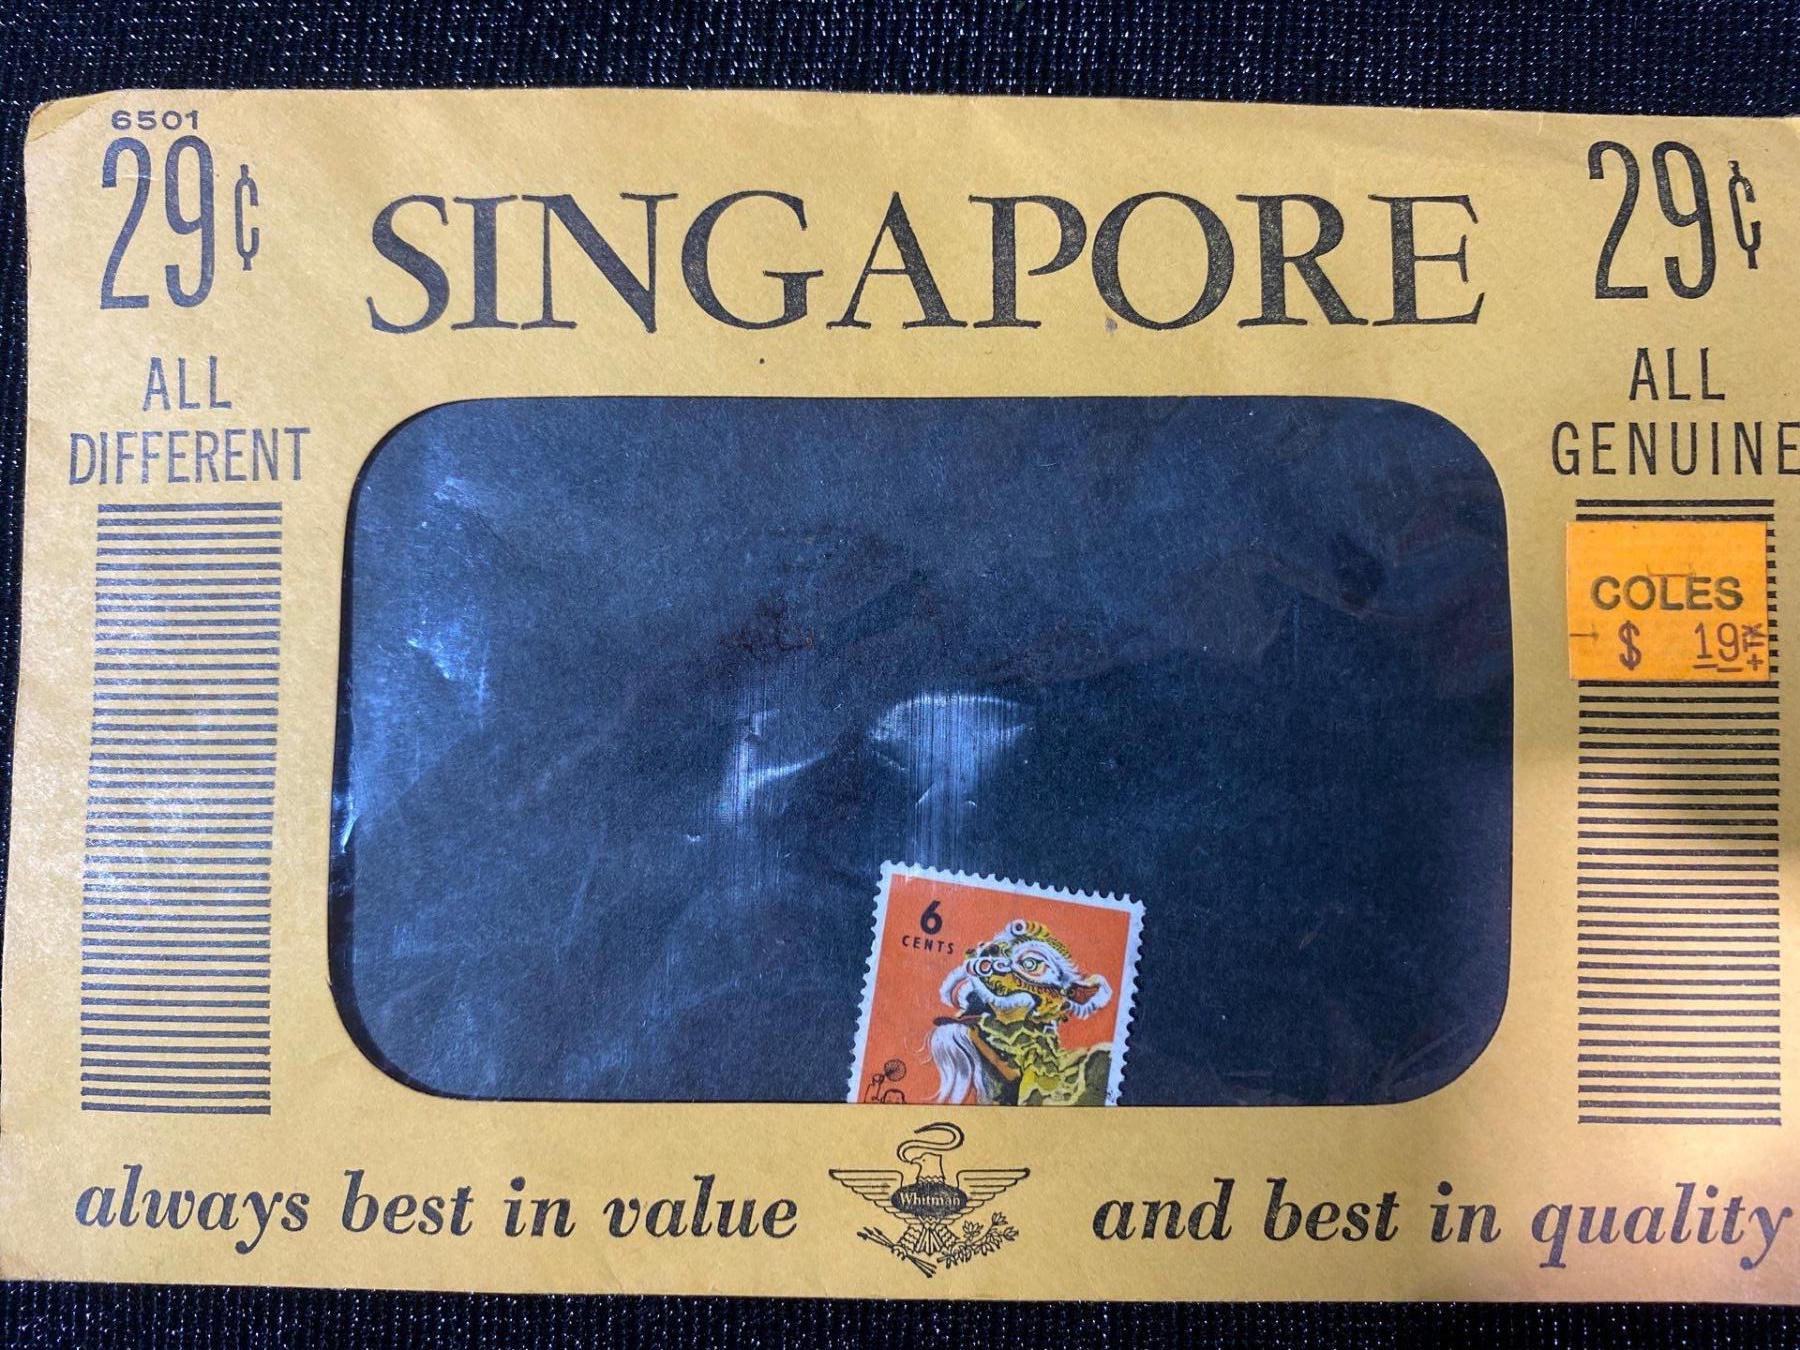 6501
29¢
SINGAPORE
29¢
ALL
DIFFERENT
ALL
GENUINE
COLES
$ 19 +TX
6
CENTS
always best in value
Whitman
and best in quality